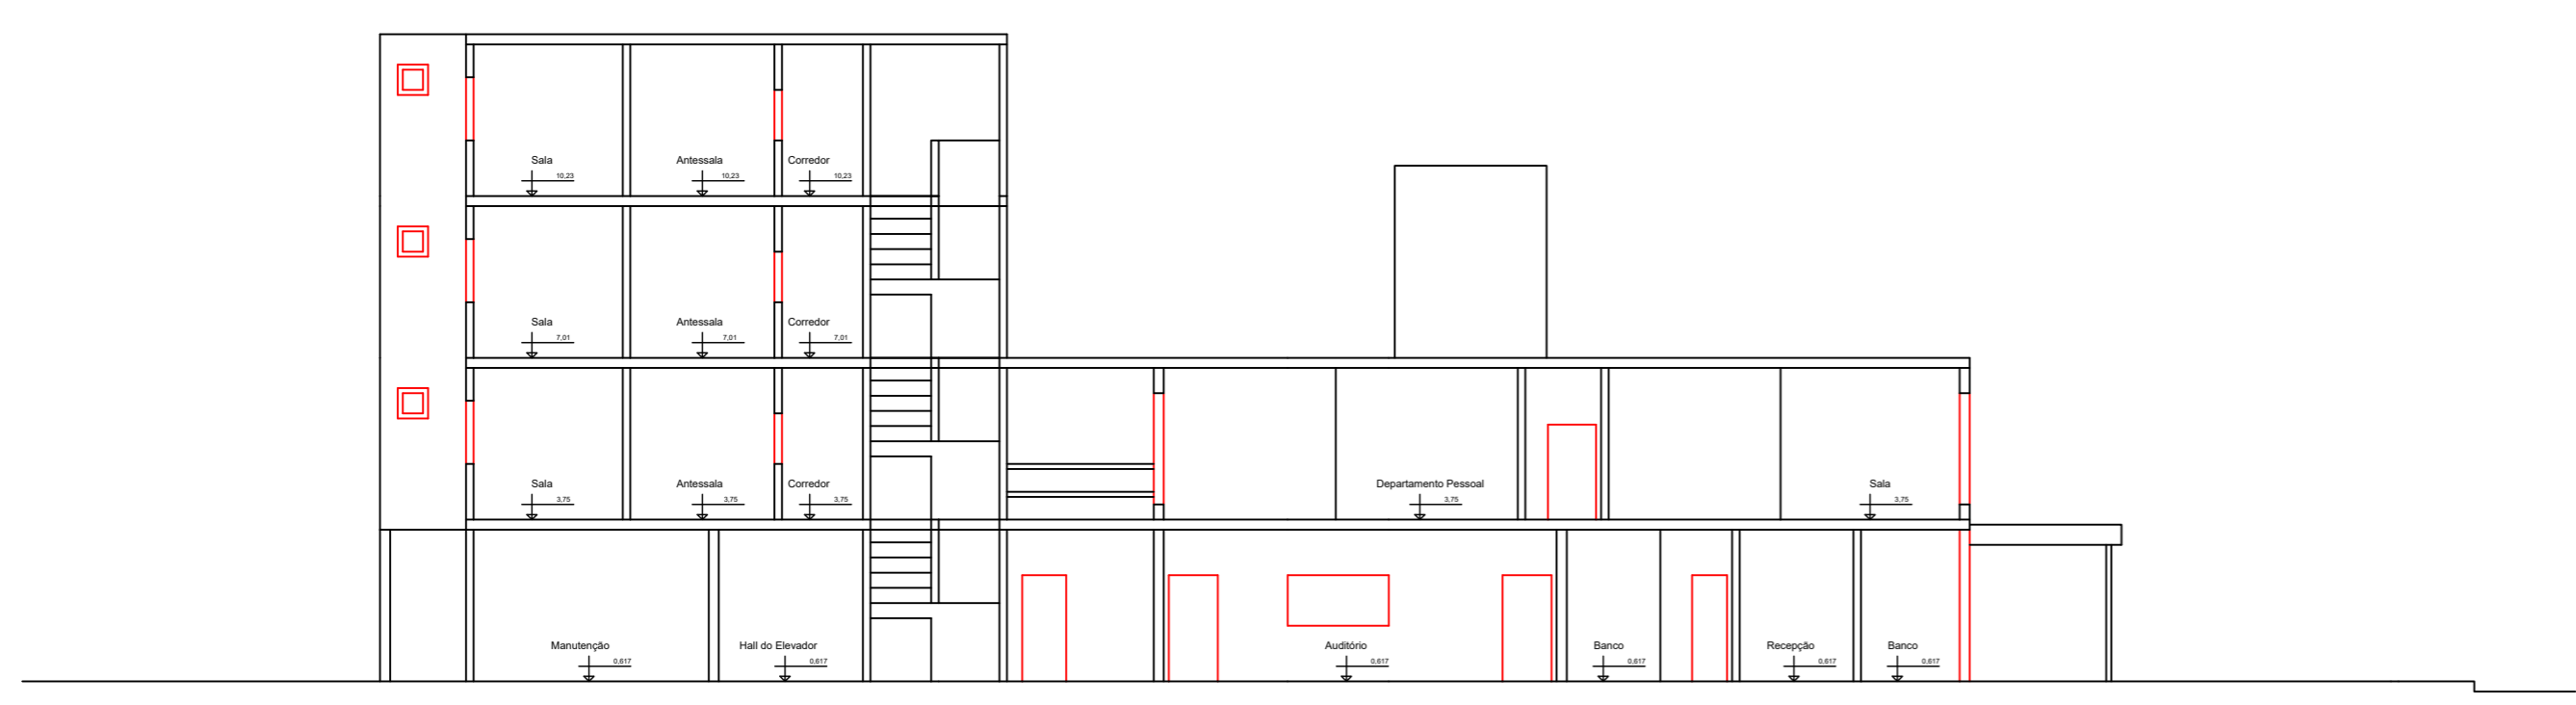 Sala Antessala Corredor
10,23 10,23 10,23
Sala Antessala Corredor
7,01 7,01 7,01
Sala Antessala Corredor Departamento Pessoal Sala
3,75 3,75 3,75 3,75 3,75
Manutenção Hall do Elevador Auditório Banco Recepção Banco
0,617 0,617 0,617 0,617 0,617 0,617